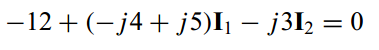 −12 + (−j4 + j5)I₁ − j3I₂ = 0